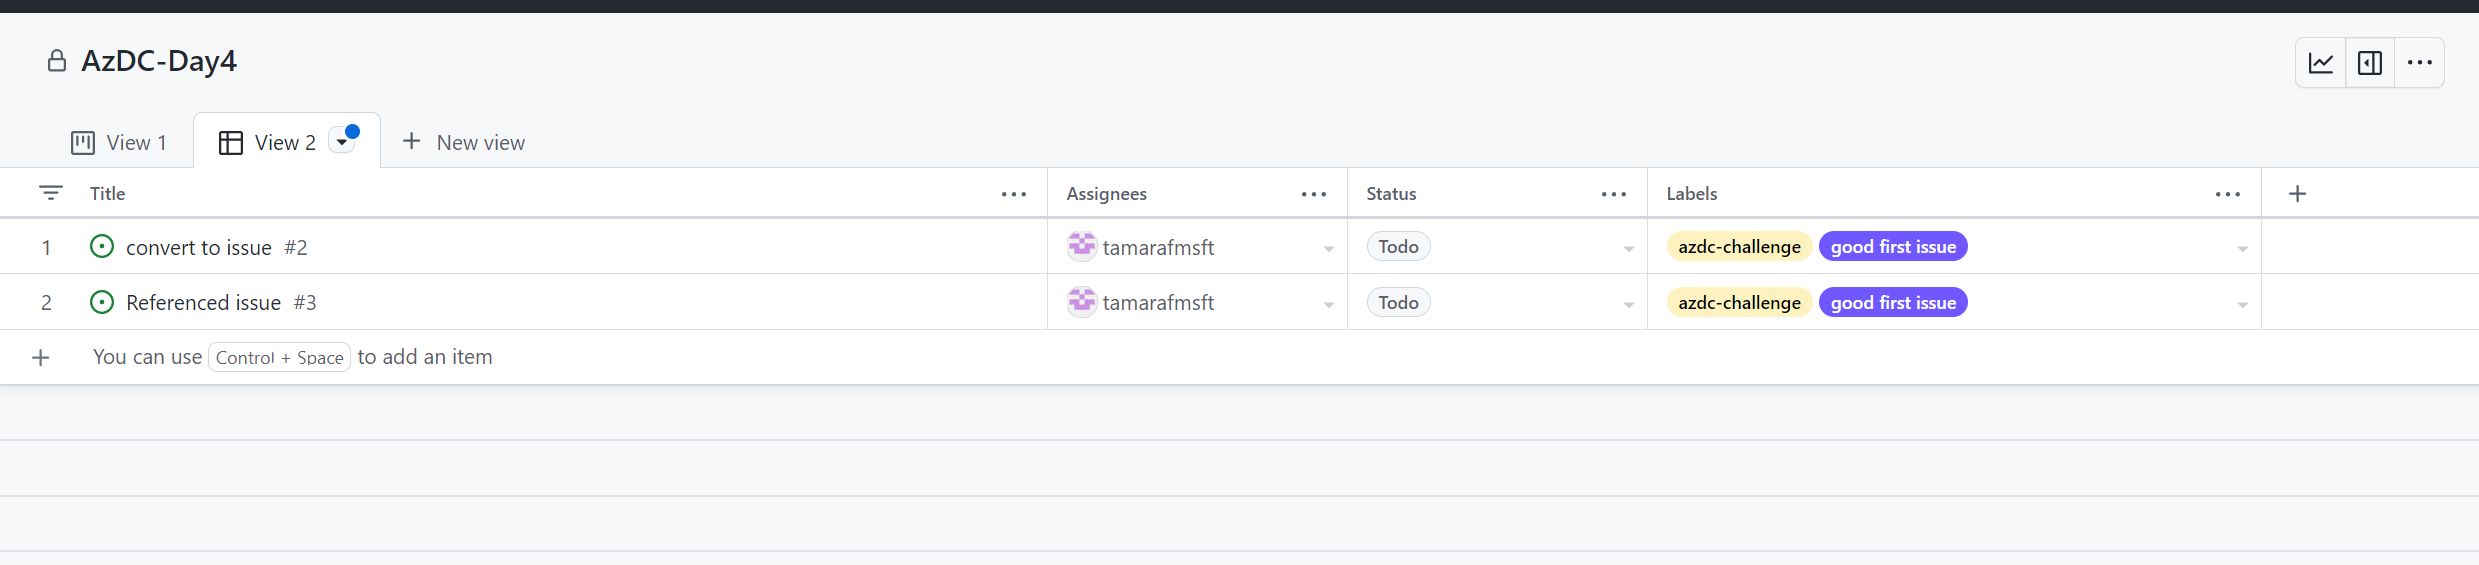 AzDC-Day4
View 1 View 2 New view
Title Assignees Status Labels
1 convert to issue #2 tamarafmsft Todo azdc-challenge good first issue
2 Referenced issue #3 tamarafmsft Todo azdc-challenge good first issue
You can use Control + Space to add an item